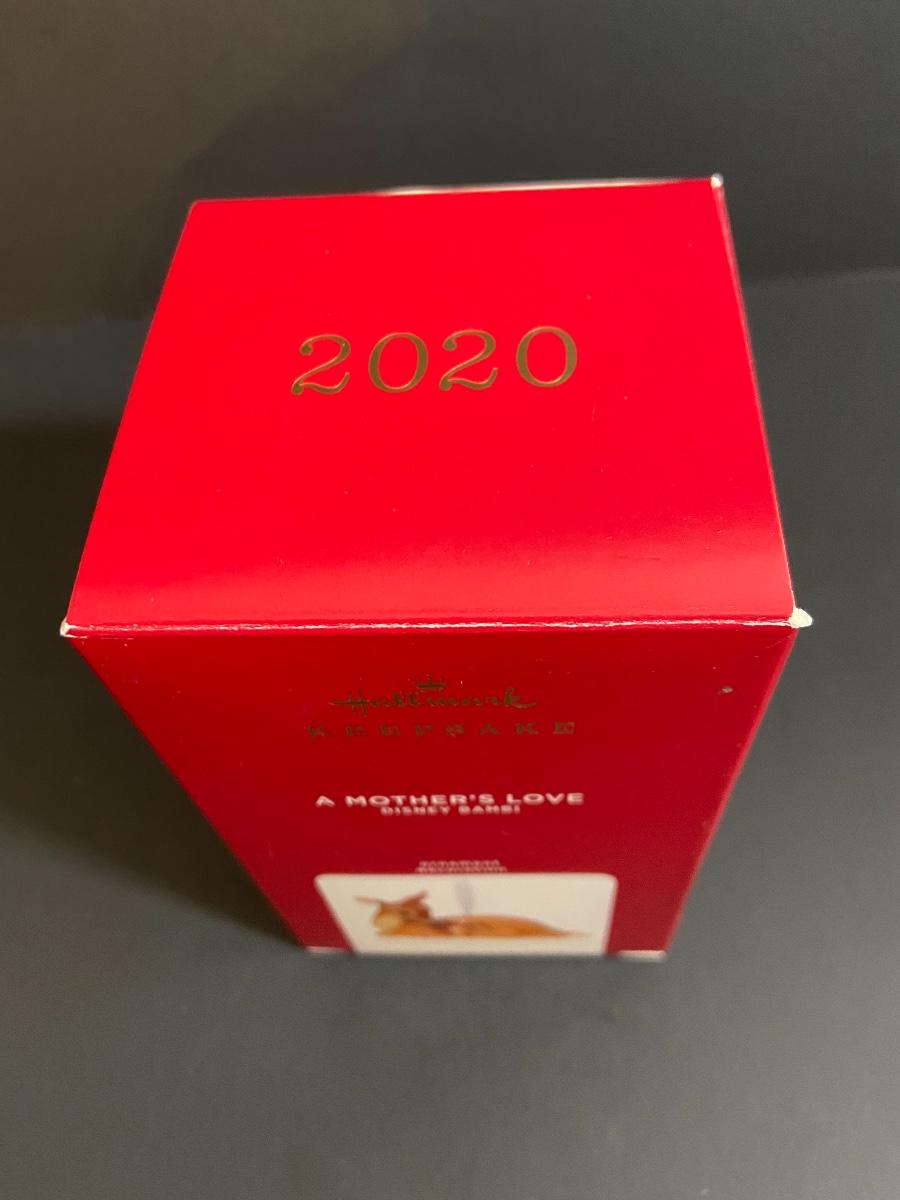 2020
Hallmark
KEEPSAKE
A MOTHER'S LOVE
DISNEY BAMBI